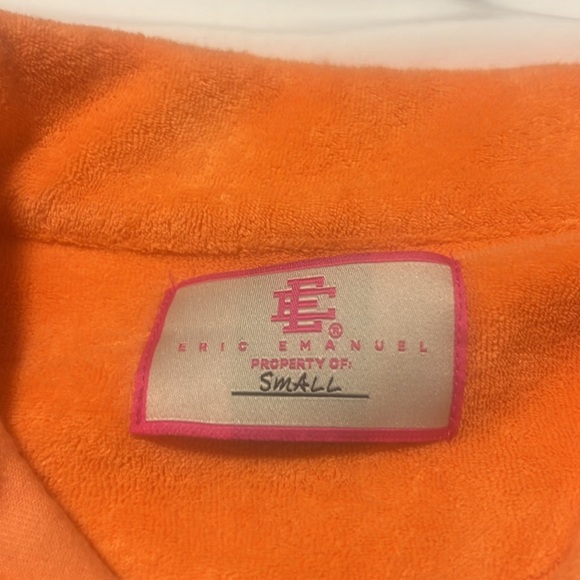 EE®
ERIC EMANUEL
PROPERTY OF:
SMALL